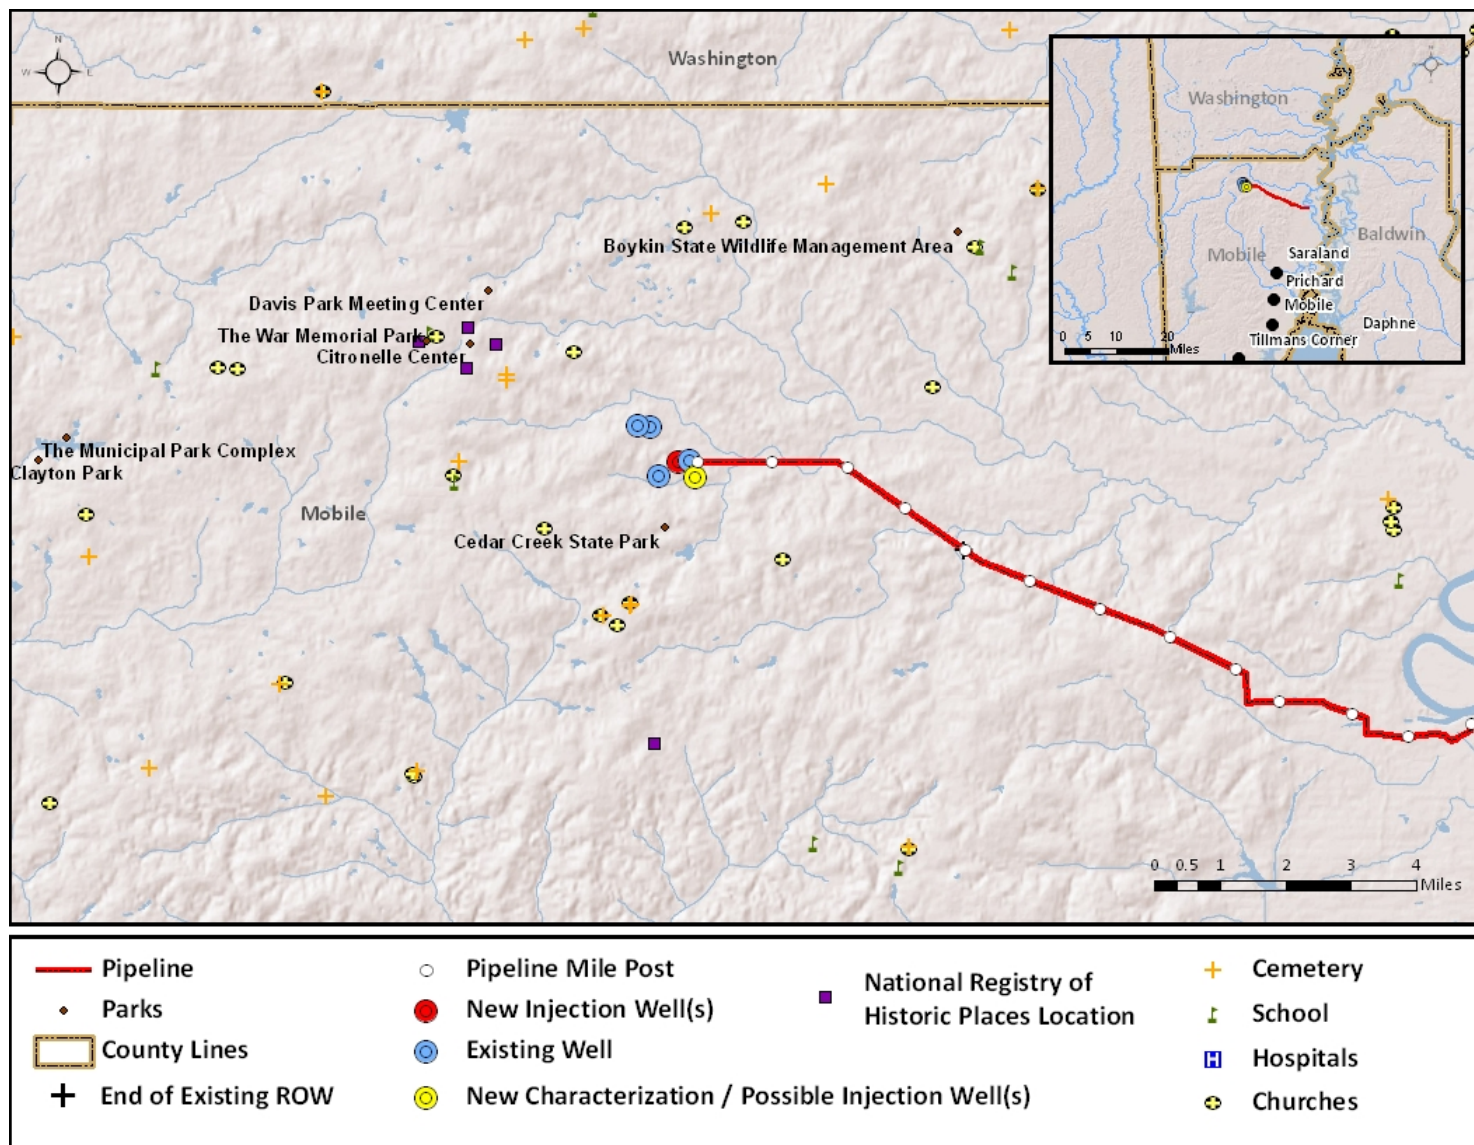 N
W
E
S
Washington
Boykin State Wildlife Management Area
Davis Park Meeting Center
The War Memorial Park
Citronelle Center
The Municipal Park Complex
Clayton Park
Mobile
Cedar Creek State Park
Washington
Baldwin
Mobile
Saraland
Prichard
Mobile
Daphne
Tillmans Corner
0 5 10 20
Miles
0 0.5 1 2 3 4
Miles
Pipeline
Parks
County Lines
End of Existing ROW
Pipeline Mile Post
New Injection Well(s)
Existing Well
New Characterization / Possible Injection Well(s)
National Registry of
Historic Places Location
Cemetery
School
H Hospitals
Churches